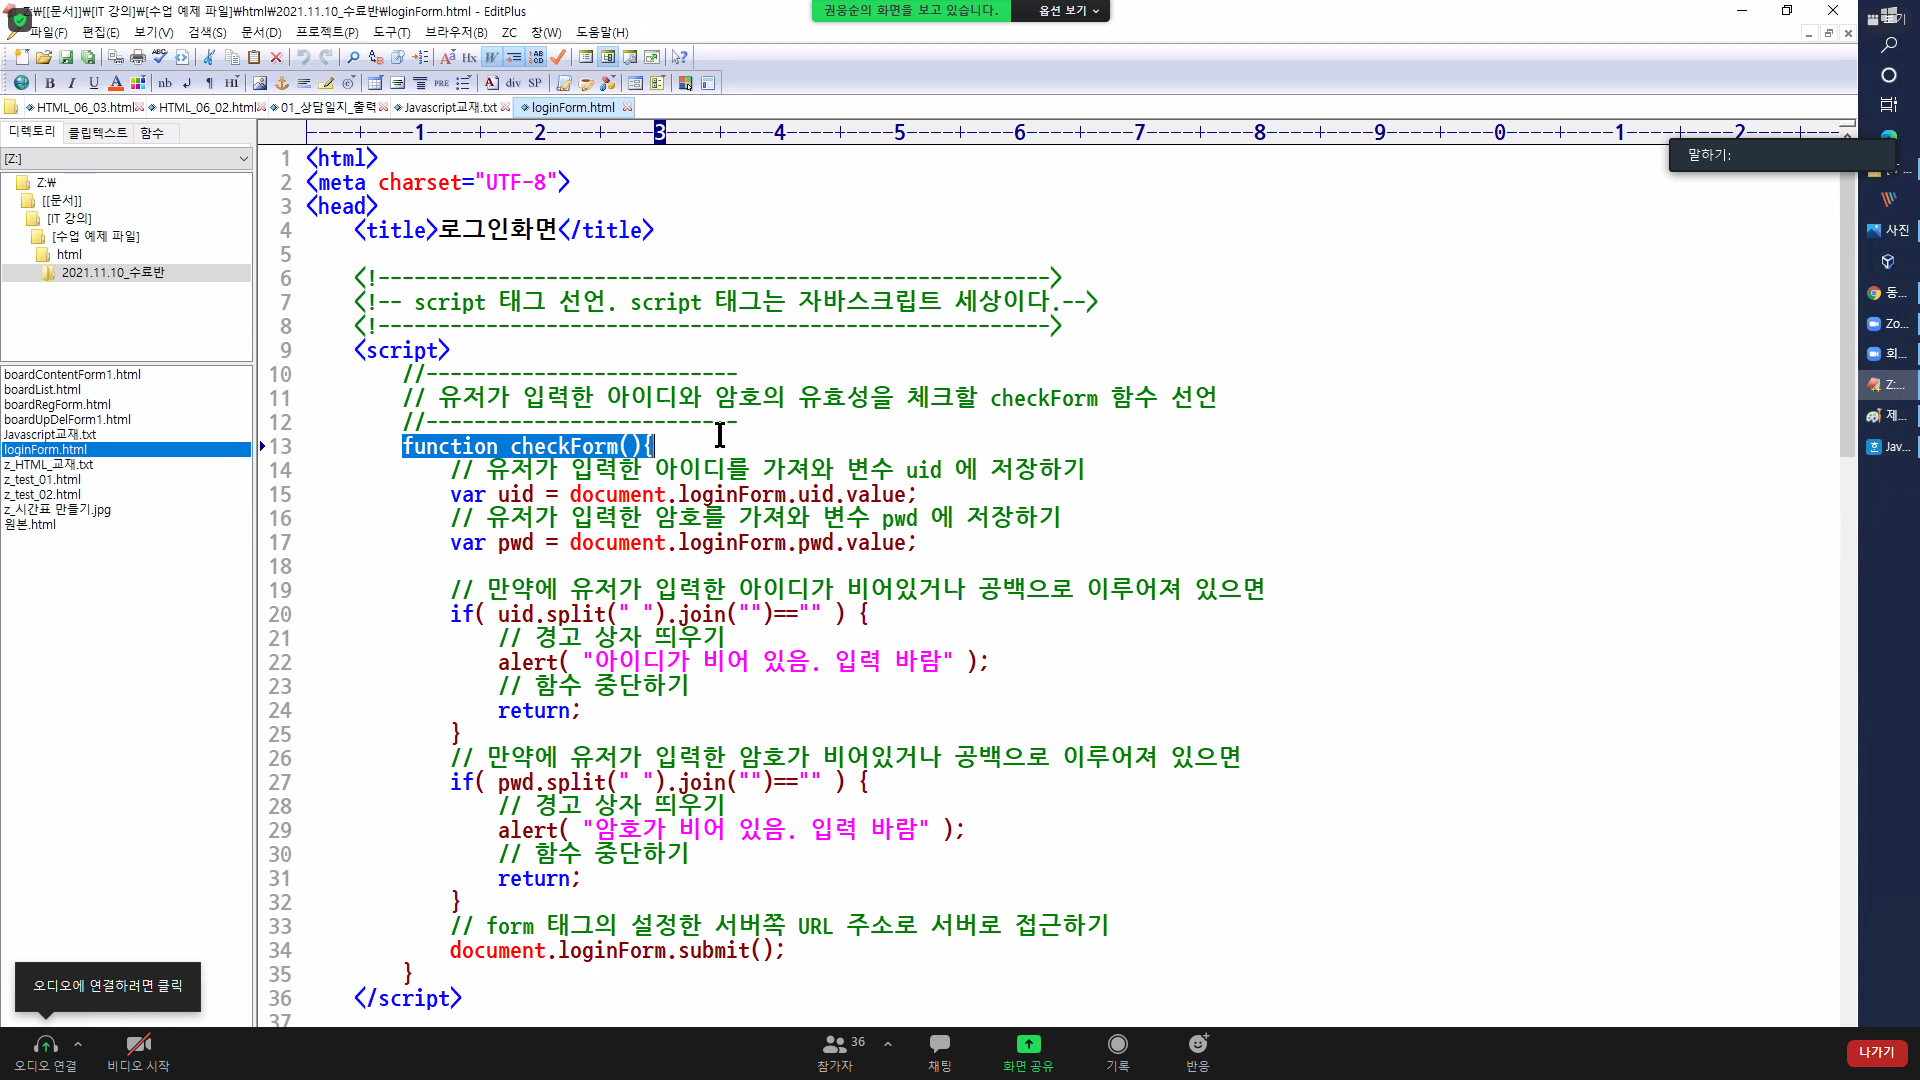 Z:₩[[문서]]₩[IT 강의]₩[수업 예제 파일]₩html₩2021.11.10_수료반₩loginForm.html - EditPlus
권웅순의 화면을 보고 있습니다.
옵션 보기
파일(F) 편집(E) 보기(V) 검색(S) 문서(D) 프로젝트(P) 도구(T) 브라우저(B) ZC 창(W) 도움말(H)
HTML_06_03.html HTML_06_02.html 01_상담일지_출력 Javascript교재.txt loginForm.html
디렉토리 클립텍스트 함수
[Z:]
Z:₩
[[문서]]
[IT 강의]
[수업 예제 파일]
html
2021.11.10_수료반
boardContentForm1.html
boardList.html
boardRegForm.html
boardUpDelForm1.html
Javascript교재.txt
loginForm.html
z_HTML_교재.txt
z_test_01.html
z_test_02.html
z_시간표 만들기.jpg
원본.html
----+----1----+----2----+----3----+----4----+----5----+----6----+----7----+----8----+----9----+----0----+----1----+----2----+--
1 <html>
2 <meta charset="UTF-8">
3 <head>
4 <title>로그인화면</title>
5
6 <!-------------------------------------------------------->
7 <!-- script 태그 선언. script 태그는 자바스크립트 세상이다.-->
8 <!-------------------------------------------------------->
9 <script>
10 //--------------------------
11 // 유저가 입력한 아이디와 암호의 유효성을 체크할 checkForm 함수 선언
12 //--------------------------
13 function checkForm(){
14 // 유저가 입력한 아이디를 가져와 변수 uid 에 저장하기
15 var uid = document.loginForm.uid.value;
16 // 유저가 입력한 암호를 가져와 변수 pwd 에 저장하기
17 var pwd = document.loginForm.pwd.value;
18
19 // 만약에 유저가 입력한 아이디가 비어있거나 공백으로 이루어져 있으면
20 if( uid.split(" ").join("")=="" ) {
21 // 경고 상자 띄우기
22 alert( "아이디가 비어 있음. 입력 바람" );
23 // 함수 중단하기
24 return;
25 }
26 // 만약에 유저가 입력한 암호가 비어있거나 공백으로 이루어져 있으면
27 if( pwd.split(" ").join("")=="" ) {
28 // 경고 상자 띄우기
29 alert( "암호가 비어 있음. 입력 바람" );
30 // 함수 중단하기
31 return;
32 }
33 // form 태그의 설정한 서버쪽 URL 주소로 서버로 접근하기
34 document.loginForm.submit();
35 }
36 </script>
37
말하기:
사진
동...
Zo...
회...
Z:...
제...
Jav...
오디오에 연결하려면 클릭
오디오 연결
비디오 시작
36
참가자
채팅
화면 공유
기록
반응
나가기